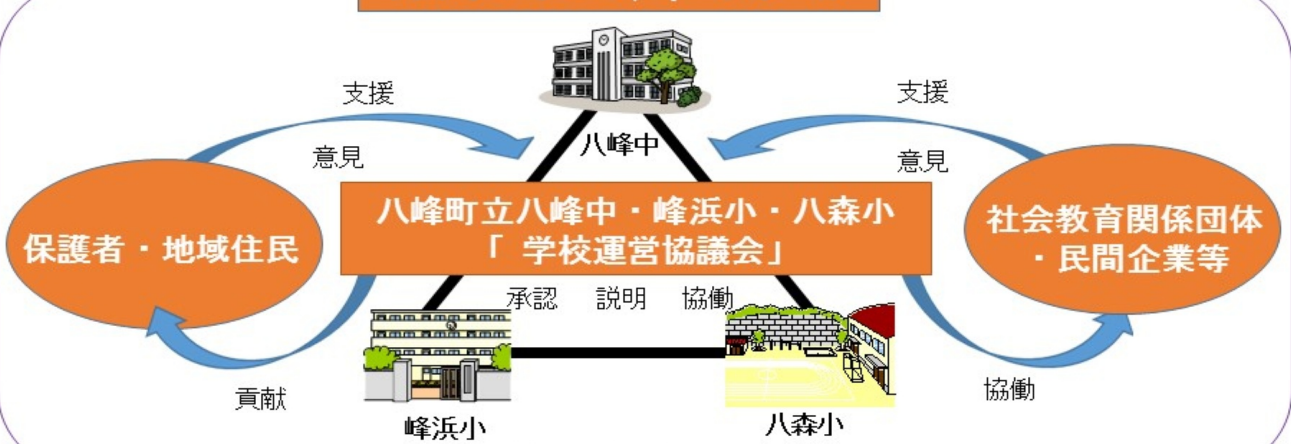 支援
支援
八峰中
意見
意見
八峰町立八峰中・峰浜小・八森小
「 学校運営協議会」
保護者・地域住民
社会教育関係団体
・民間企業等
承認 説明 協働
貢献
協働
峰浜小
八森小